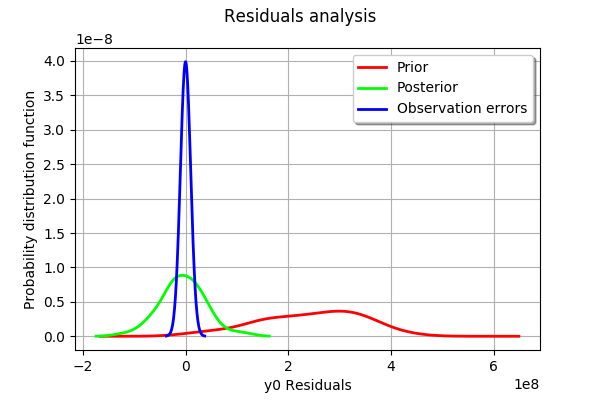 Residuals analysis
1e−8
4.0
3.5
3.0
2.5
2.0
1.5
1.0
0.5
0.0
Probability distribution function
Prior
Posterior
Observation errors
−2 0 2 4 6
1e8
y0 Residuals